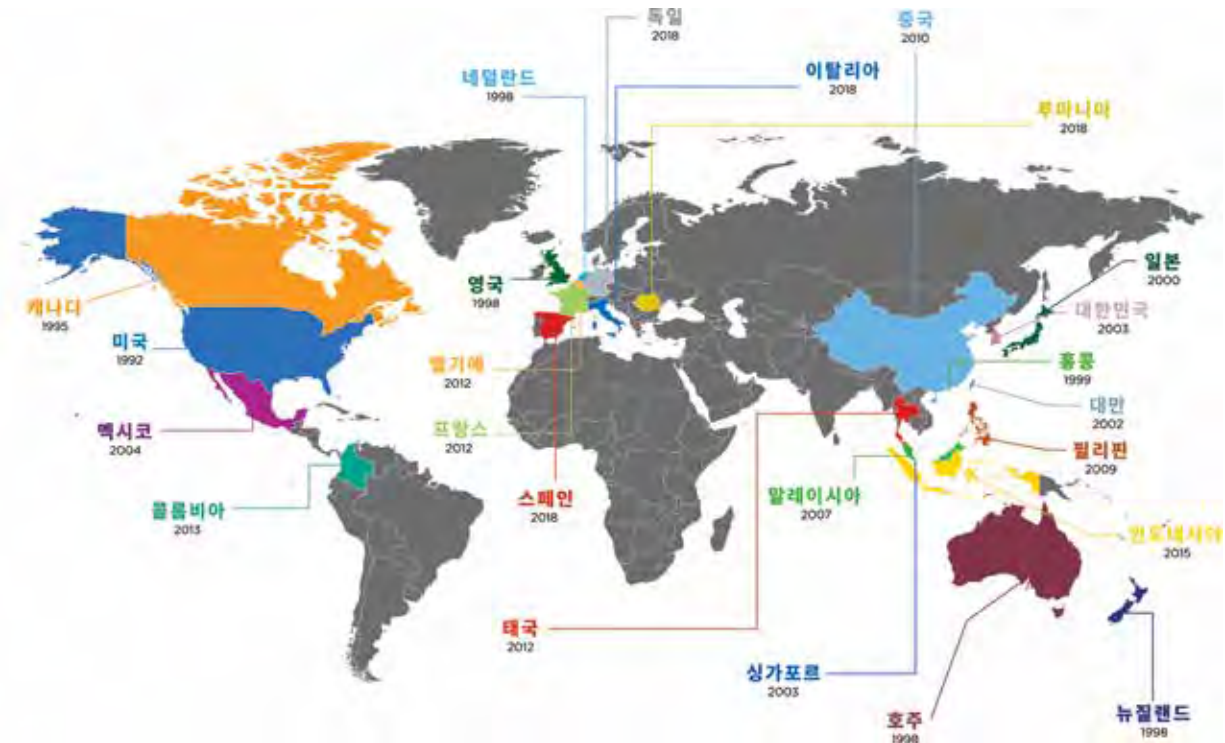 독일
2018
중국
2010
네덜란드
1998
이탈리아
2018
루마니아
2018
영국
1998
일본
2000
캐나다
1995
대한민국
2003
미국
1992
벨기에
2012
홍콩
1999
멕시코
2004
프랑스
2012
대만
2002
필리핀
2009
콜롬비아
2013
스페인
2018
말레이시아
2007
인도네시아
2015
태국
2012
싱가포르
2003
호주
1998
뉴질랜드
1998